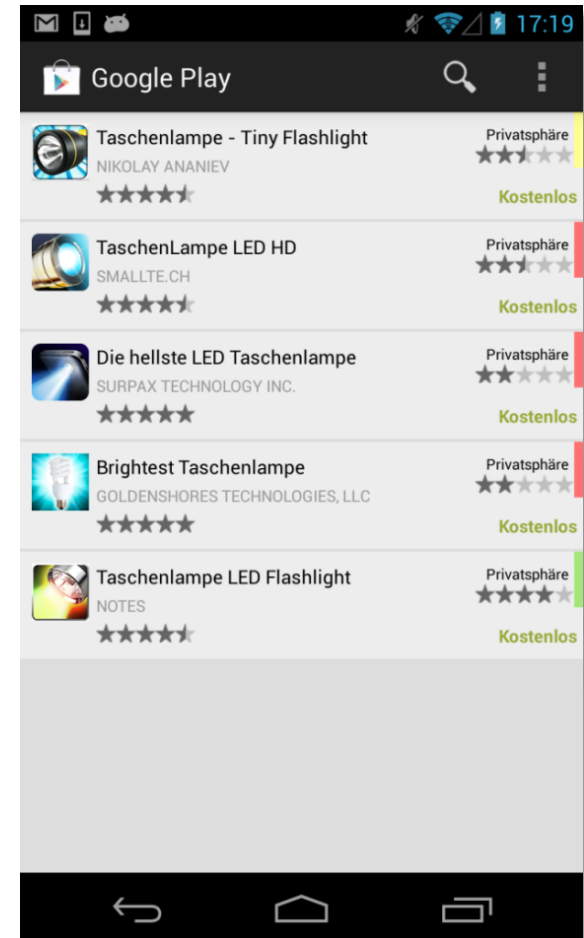 17:19
Google Play
Taschenlampe - Tiny Flashlight
Privatsphäre
NIKOLAY ANANIEV
Kostenlos
TaschenLampe LED HD
Privatsphäre
SMALLTE.CH
Kostenlos
Die hellste LED Taschenlampe
Privatsphäre
SURPAX TECHNOLOGY INC.
Kostenlos
Brightest Taschenlampe
Privatsphäre
GOLDENSHORES TECHNOLOGIES, LLC
Kostenlos
Taschenlampe LED Flashlight
Privatsphäre
NOTES
Kostenlos